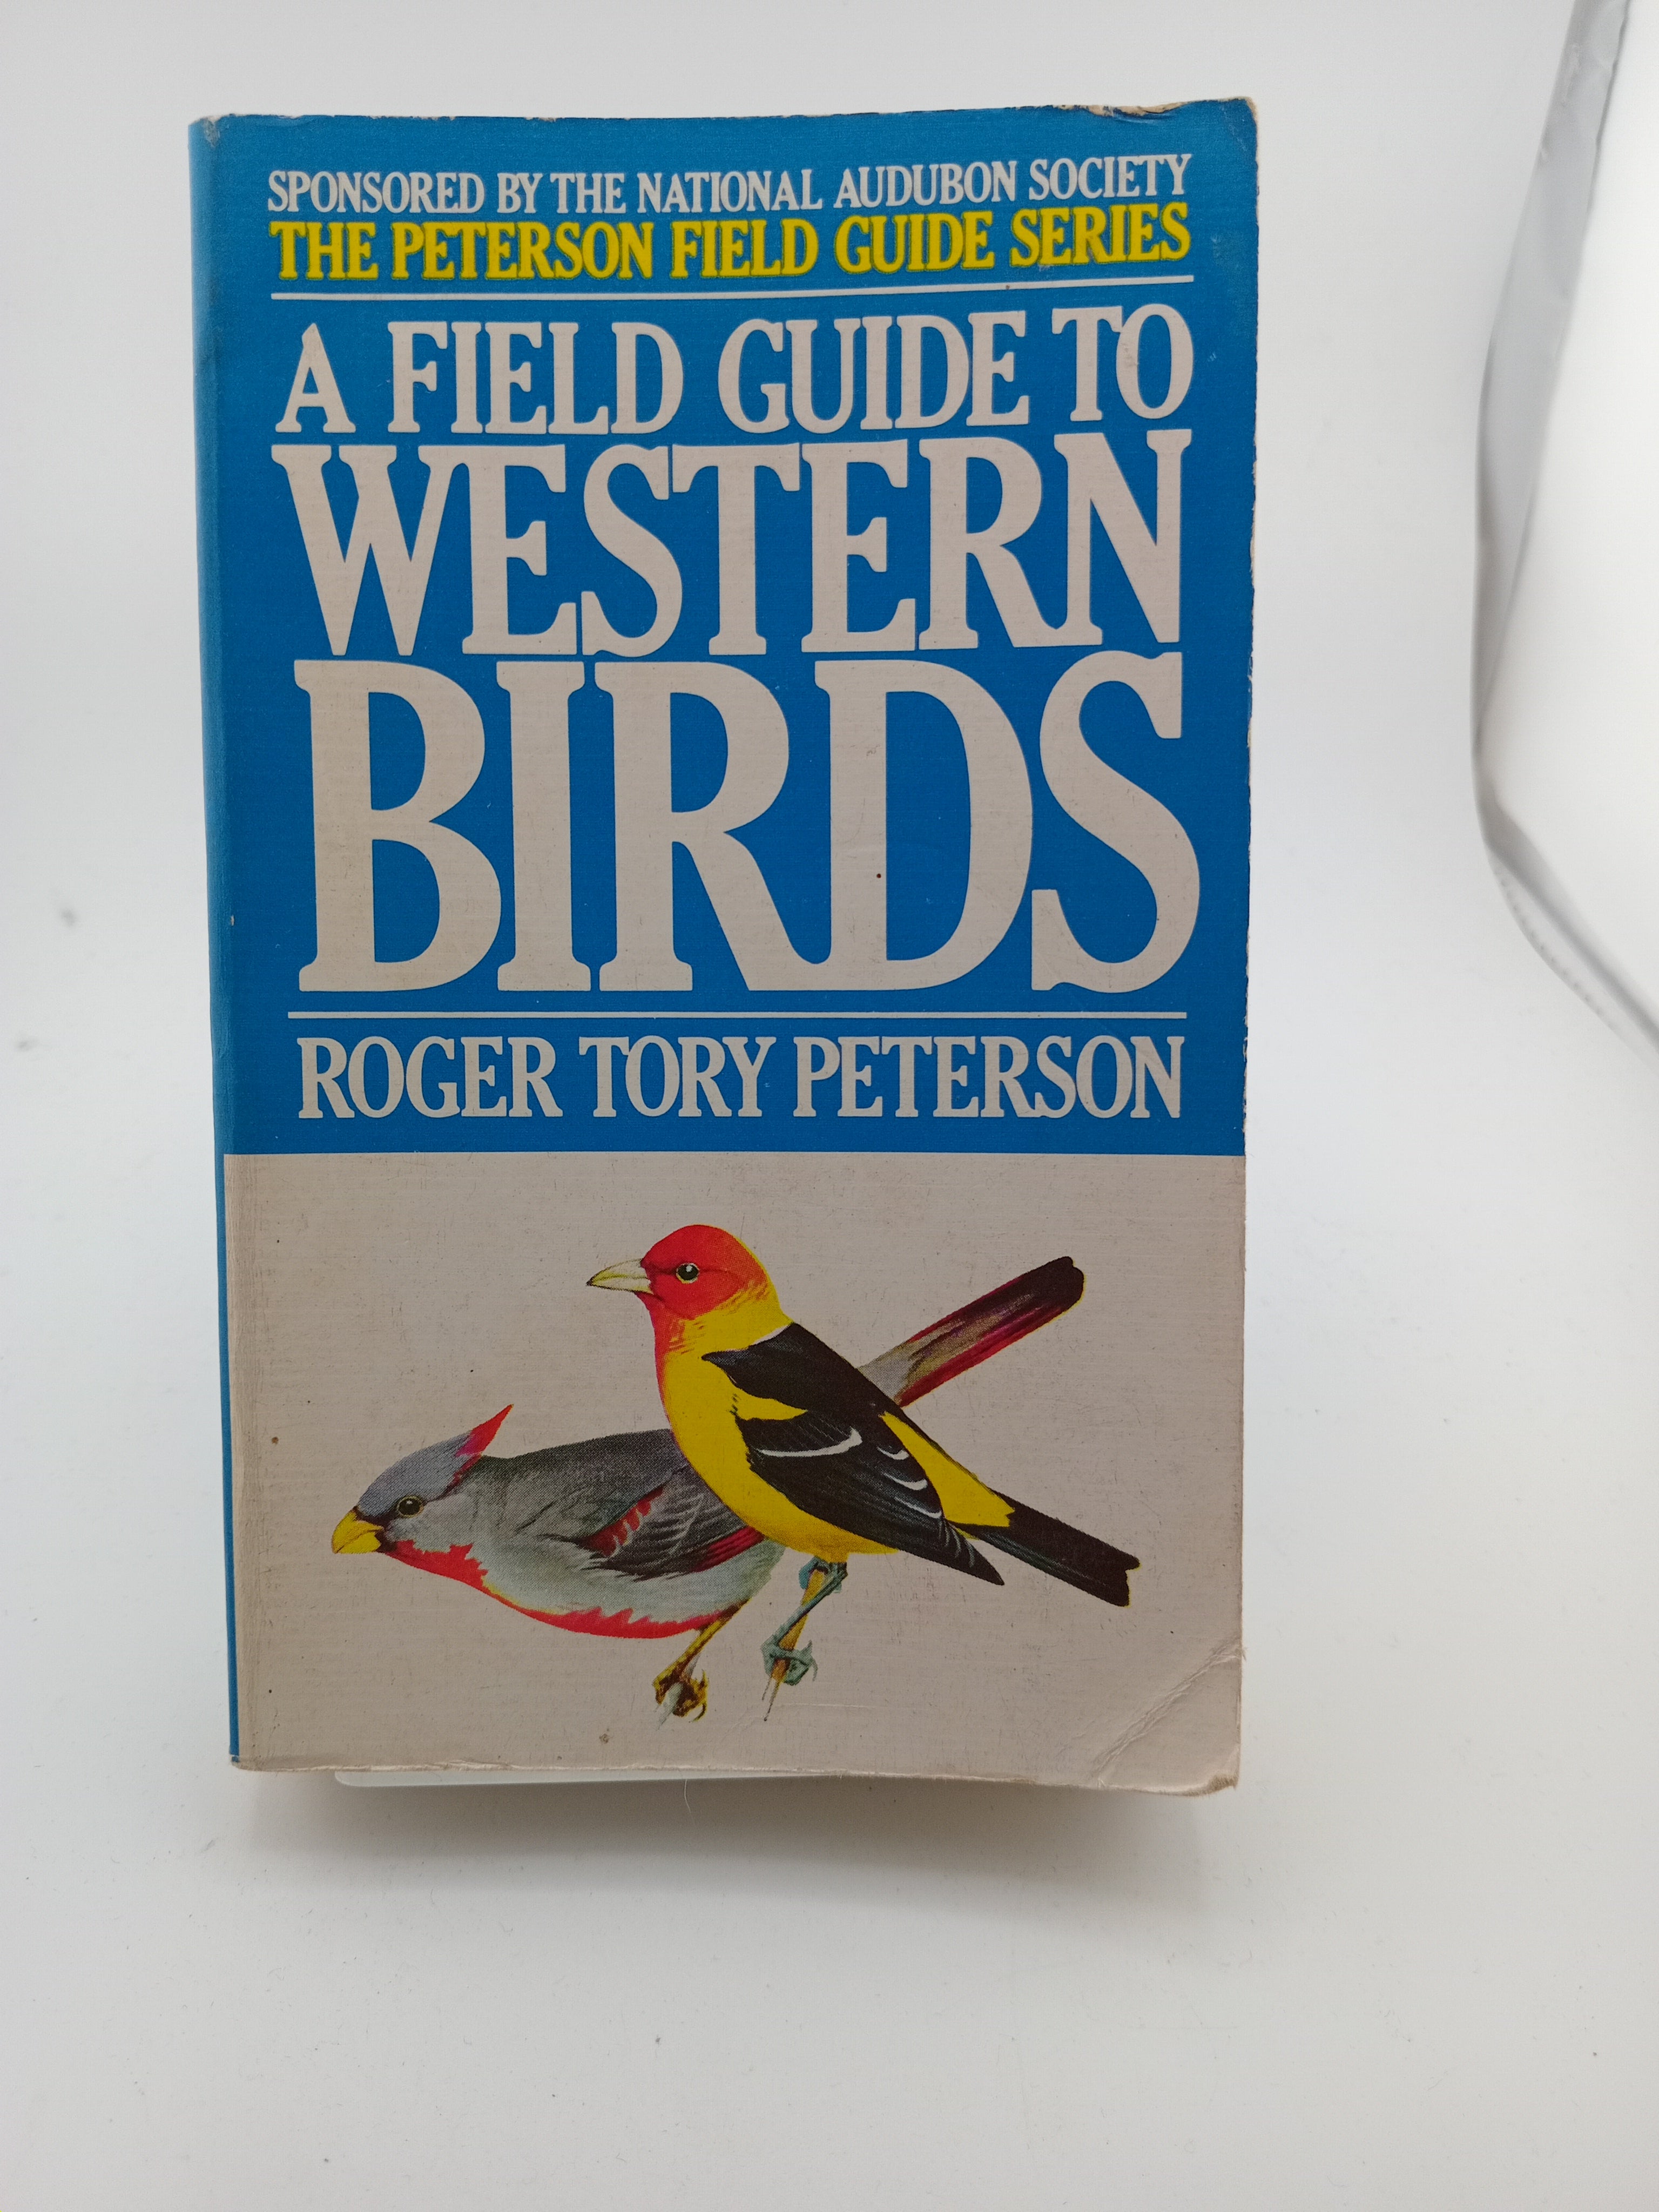 SPONSORED BY THE NATIONAL AUDUBON SOCIETY
THE PETERSON FIELD GUIDE SERIES
A FIELD GUIDE TO
WESTERN
BIRDS
ROGER TORY PETERSON